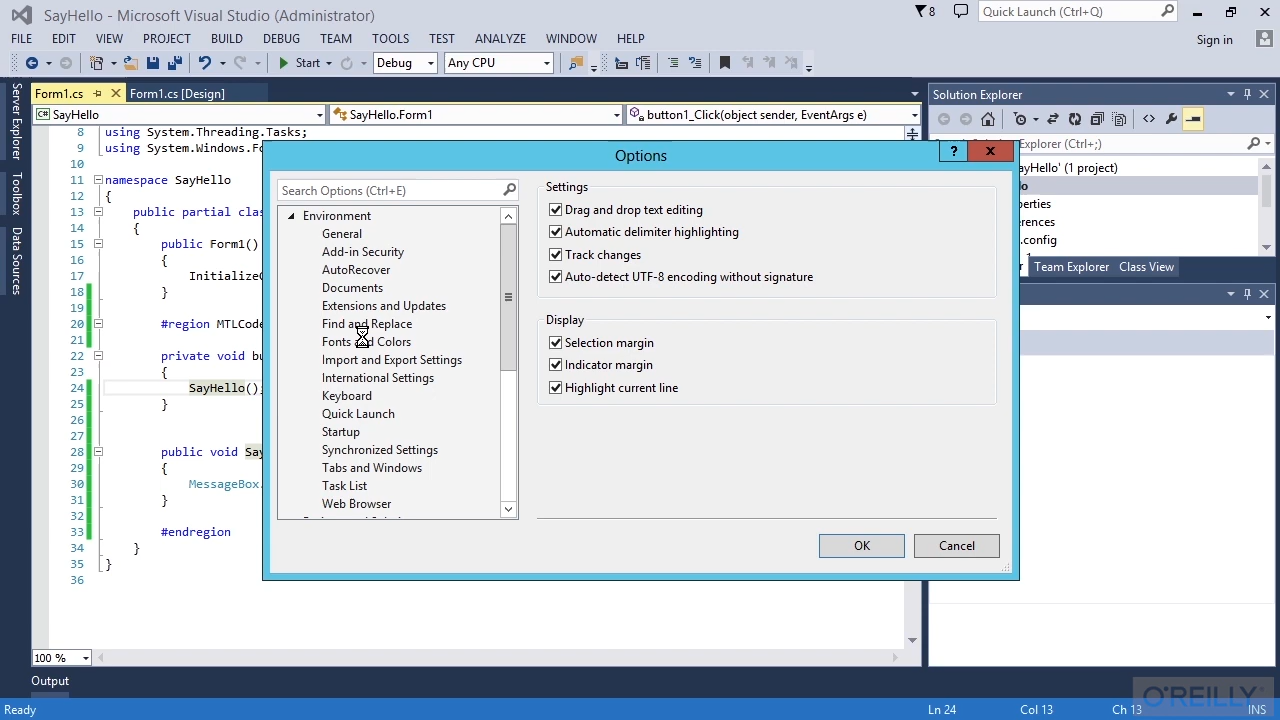 SayHello - Microsoft Visual Studio (Administrator)
8
Quick Launch (Ctrl+Q)
FILE EDIT VIEW PROJECT BUILD DEBUG TEAM TOOLS TEST ANALYZE WINDOW HELP
Sign in
Start
Debug
Any CPU
Server Explorer
Toolbox
Data Sources
Form1.cs
Form1.cs [Design]
SayHello
SayHello.Form1
button1_Click(object sender, EventArgs e)
8 using System.Threading.Tasks;
9 using System.Windows.Fo
10
11 namespace SayHello
12 {
13 public partial clas
14 {
15 public Form1()
16 {
17 InitializeC
18 }
19
20 #region MTLCode
21
22 private void bu
23 {
24 SayHello();
25 }
26
27
28 public void Say
29 {
30 MessageBox.
31 }
32
33 #endregion
34 }
35 }
36
100 %
Options
?
Search Options (Ctrl+E)
Environment
General
Add-in Security
AutoRecover
Documents
Extensions and Updates
Find and Replace
Fonts and Colors
Import and Export Settings
International Settings
Keyboard
Quick Launch
Startup
Synchronized Settings
Tabs and Windows
Task List
Web Browser
Settings
Drag and drop text editing
Automatic delimiter highlighting
Track changes
Auto-detect UTF-8 encoding without signature
Display
Selection margin
Indicator margin
Highlight current line
OK
Cancel
Solution Explorer
Explorer (Ctrl+;)
ayHello' (1 project)
lo
perties
erences
.config
Team Explorer
Class View
Output
Ready
Ln 24
Col 13
Ch 13
INS
O'REILLY